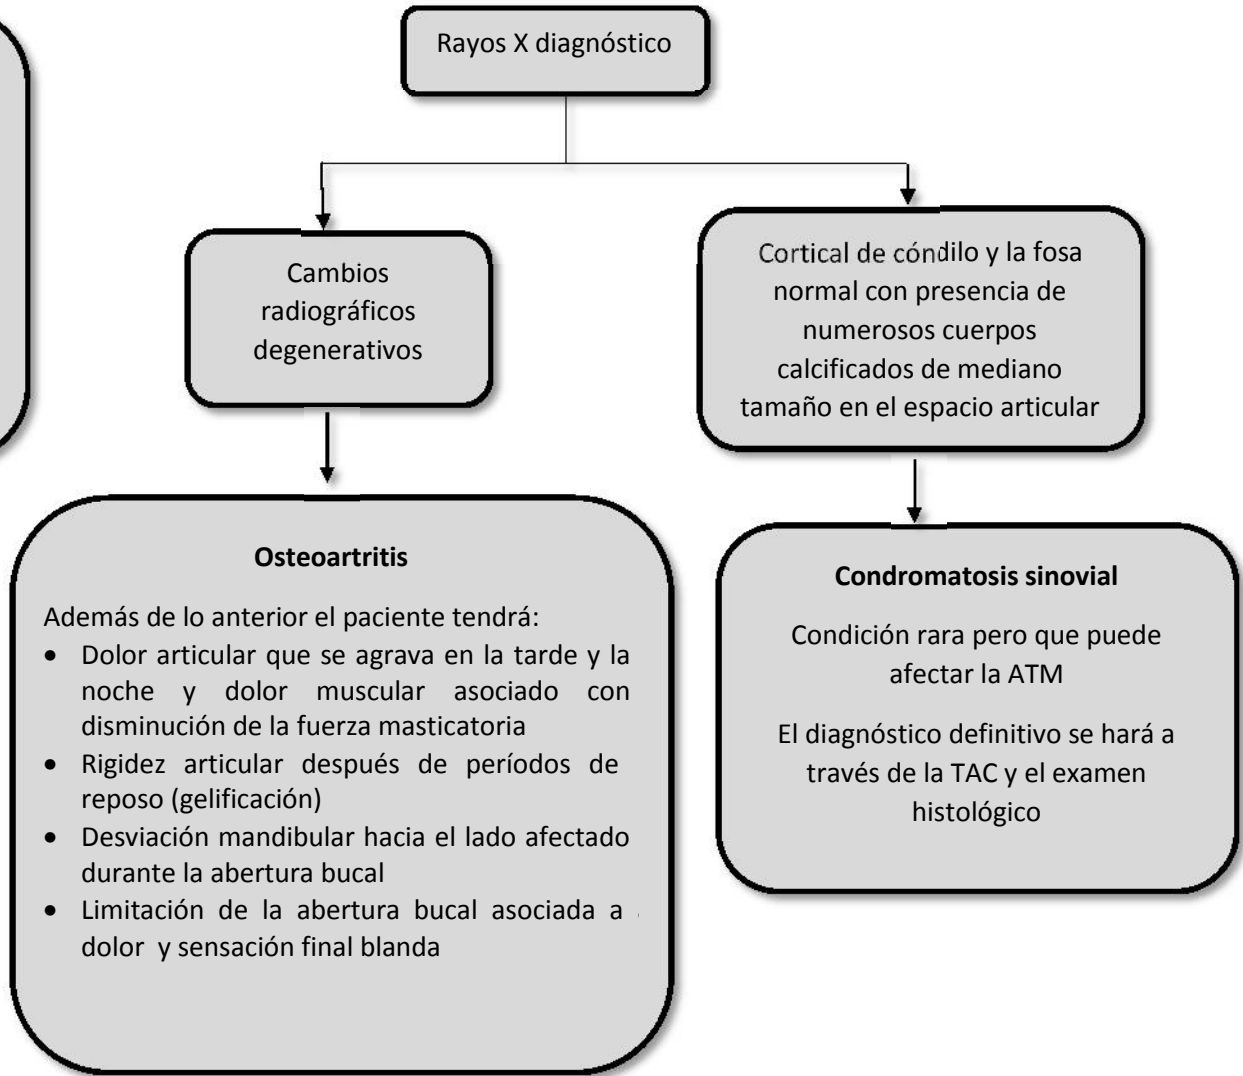 Rayos X diagnóstico
Cambios
radiográficos
degenerativos
Cortical de cóndilo y la fosa
normal con presencia de
numerosos cuerpos
calcificados de mediano
tamaño en el espacio articular
Osteoartritis
Además de lo anterior el paciente tendrá:
• Dolor articular que se agrava en la tarde y la
noche y dolor muscular asociado con
disminución de la fuerza masticatoria
• Rigidez articular después de períodos de
reposo (gelificación)
• Desviación mandibular hacia el lado afectado
durante la abertura bucal
• Limitación de la abertura bucal asociada a
dolor y sensación final blanda
Condromatosis sinovial
Condición rara pero que puede
afectar la ATM
El diagnóstico definitivo se hará a
través de la TAC y el examen
histológico